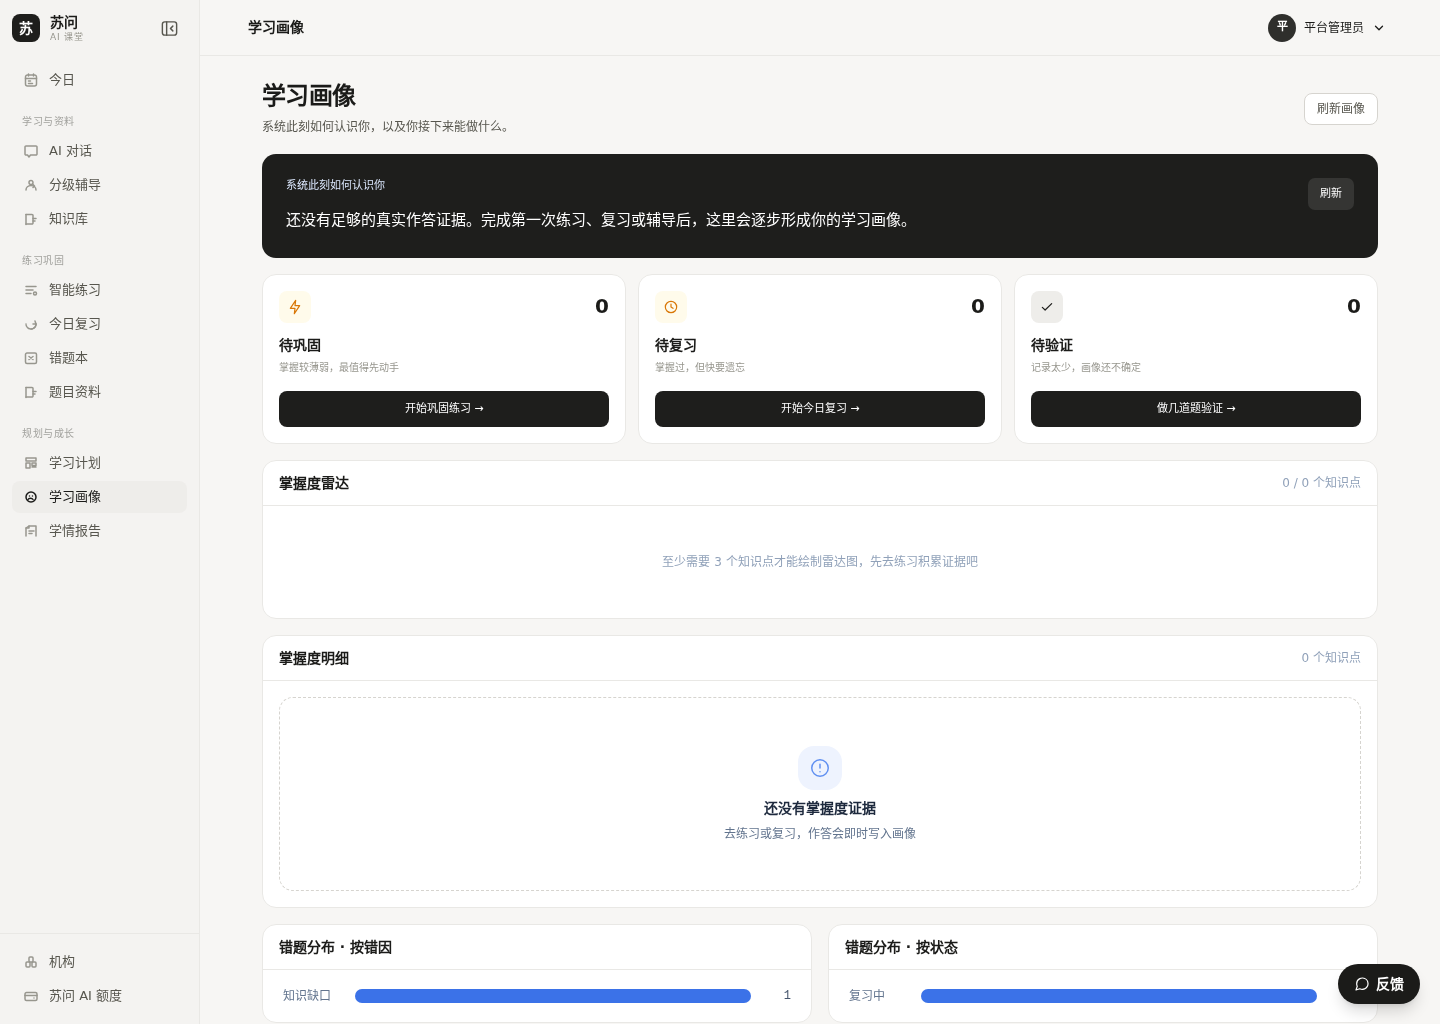 苏
苏问
AI 课堂
今日
学习与资料
AI 对话
分级辅导
知识库
练习巩固
智能练习
今日复习
错题本
题目资料
规划与成长
学习计划
学习画像
学情报告
机构
苏问 AI 额度
学习画像
平
平台管理员
学习画像
系统此刻如何认识你，以及你接下来能做什么。
刷新画像
系统此刻如何认识你
还没有足够的真实作答证据。完成第一次练习、复习或辅导后，这里会逐步形成你的学习画像。
刷新
0
待巩固
掌握较薄弱，最值得先动手
开始巩固练习 →
0
待复习
掌握过，但快要遗忘
开始今日复习 →
0
待验证
记录太少，画像还不确定
做几道题验证 →
掌握度雷达
0 / 0 个知识点
至少需要 3 个知识点才能绘制雷达图，先去练习积累证据吧
掌握度明细
0 个知识点
还没有掌握度证据
去练习或复习，作答会即时写入画像
错题分布 · 按错因
知识缺口
1
错题分布 · 按状态
复习中
反馈